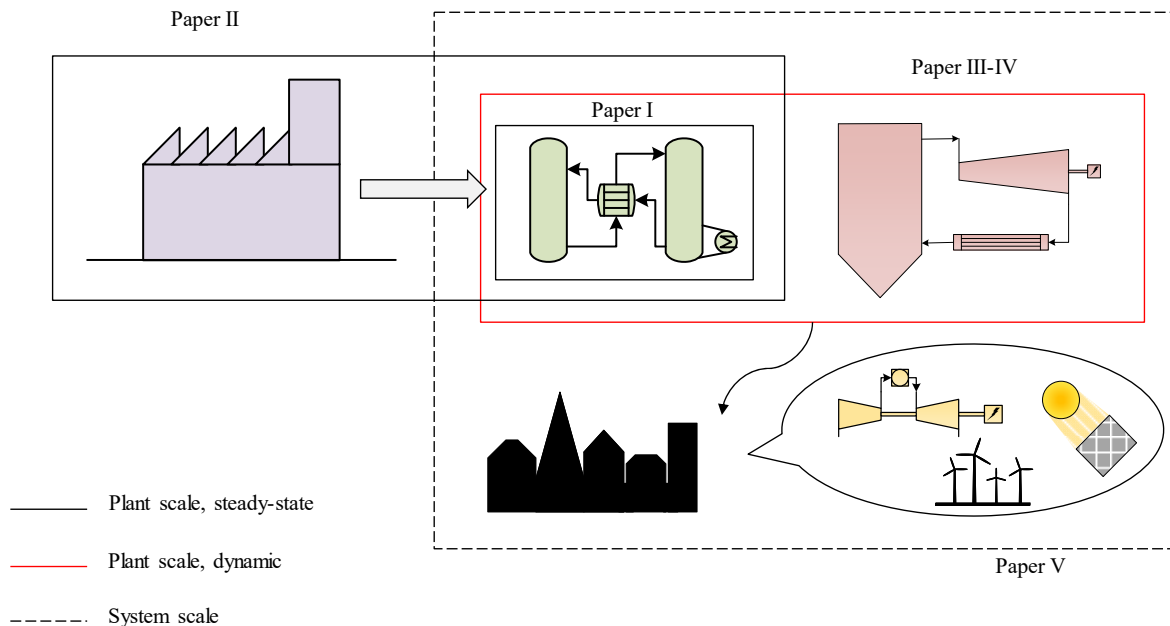 Paper II
Paper III-IV
Paper I
Plant scale, steady-state
Plant scale, dynamic
Paper V
System scale